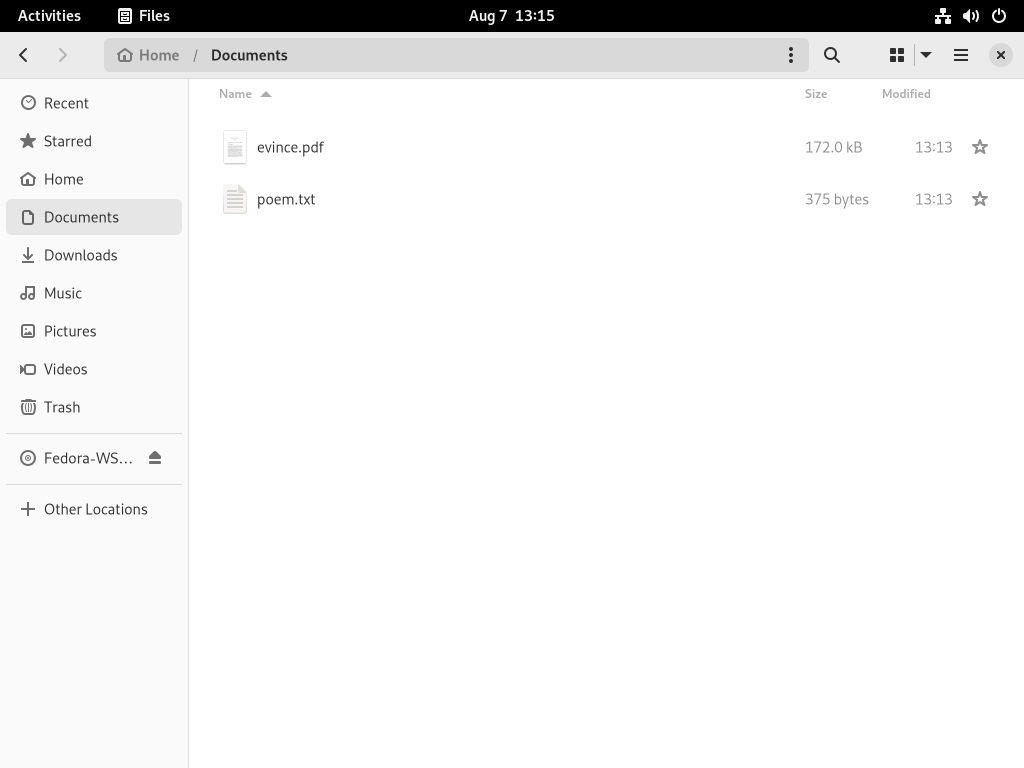 Activities Files Aug 7 13:15
Home / Documents
Recent
Starred
Home
Documents
Downloads
Music
Pictures
Videos
Trash
Fedora-WS...
Other Locations
Name Size Modified
evince.pdf 172.0 kB 13:13
poem.txt 375 bytes 13:13